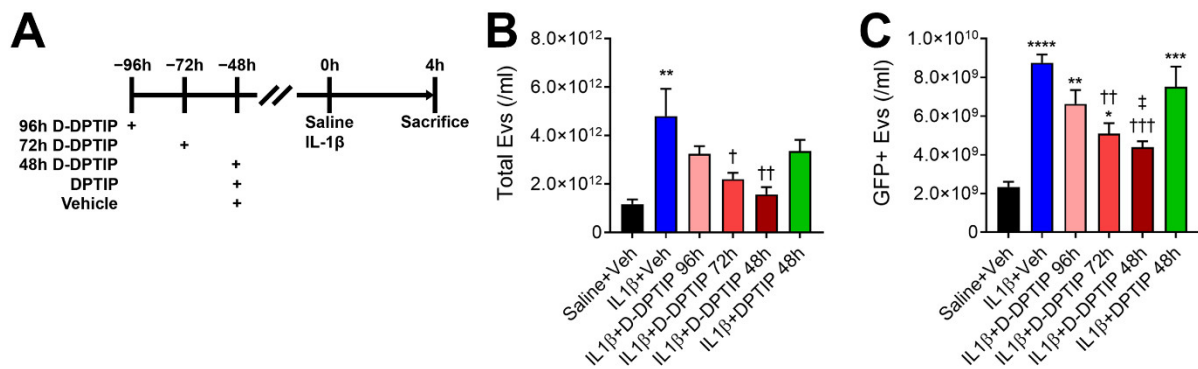 A
−96h −72h −48h 0h 4h
Saline Sacrifice
IL-1β
96h D-DPTIP +
72h D-DPTIP +
48h D-DPTIP +
DPTIP +
Vehicle +
B
Total Evs (/ml)
8.0×10¹²
6.0×10¹²
4.0×10¹²
2.0×10¹²
0
**
†
††
Saline+Veh
IL1β+Veh
IL1β+D-DPTIP 96h
IL1β+D-DPTIP 72h
IL1β+D-DPTIP 48h
IL1β+DPTIP 48h
C
GFP+ Evs (/ml)
1.0×10¹⁰
8.0×10⁹
6.0×10⁹
4.0×10⁹
2.0×10⁹
0
****
**
††
*
‡
†††
***
Saline+Veh
IL1β+Veh
IL1β+D-DPTIP 96h
IL1β+D-DPTIP 72h
IL1β+D-DPTIP 48h
IL1β+DPTIP 48h